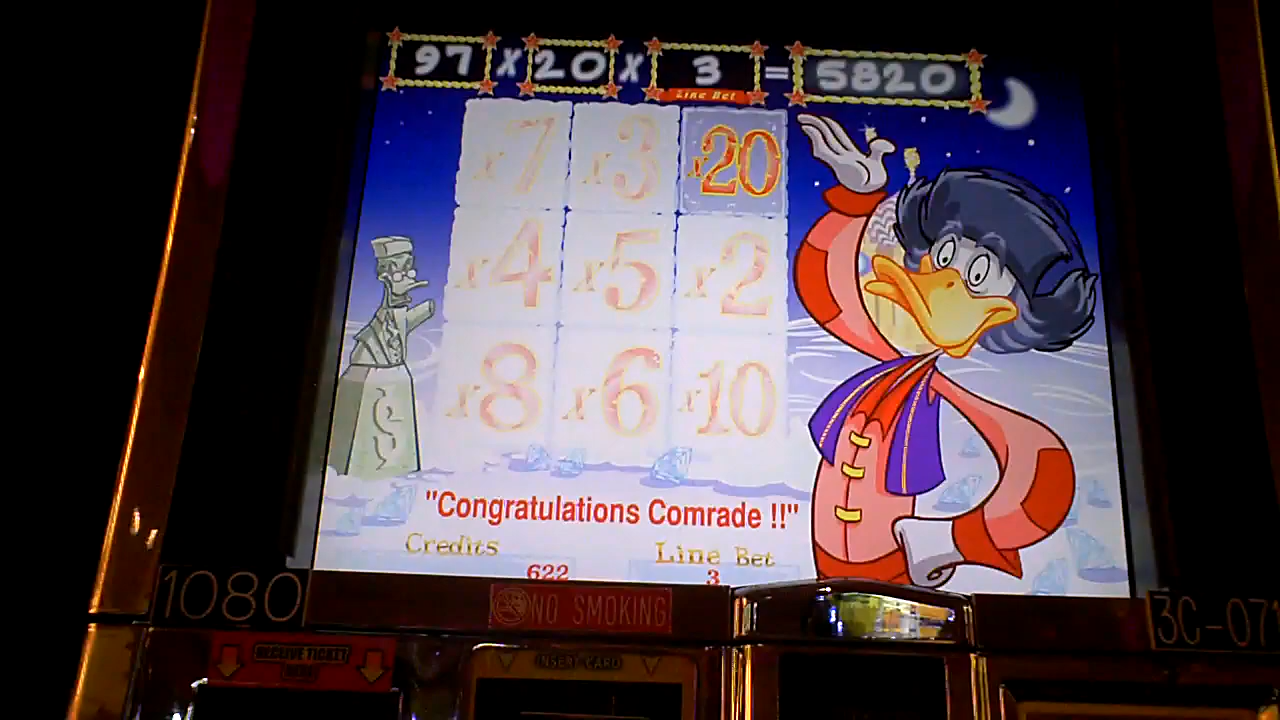 97 X 20 X 3 = 5820
Line Bet
x7 x3 x20
x4 x5 x2
x8 x6 x10
"Congratulations Comrade !!"
Credits Line Bet
622 3
1080 NO SMOKING 3C-07
RECEIVE TICKET INSERT CARD
HERE